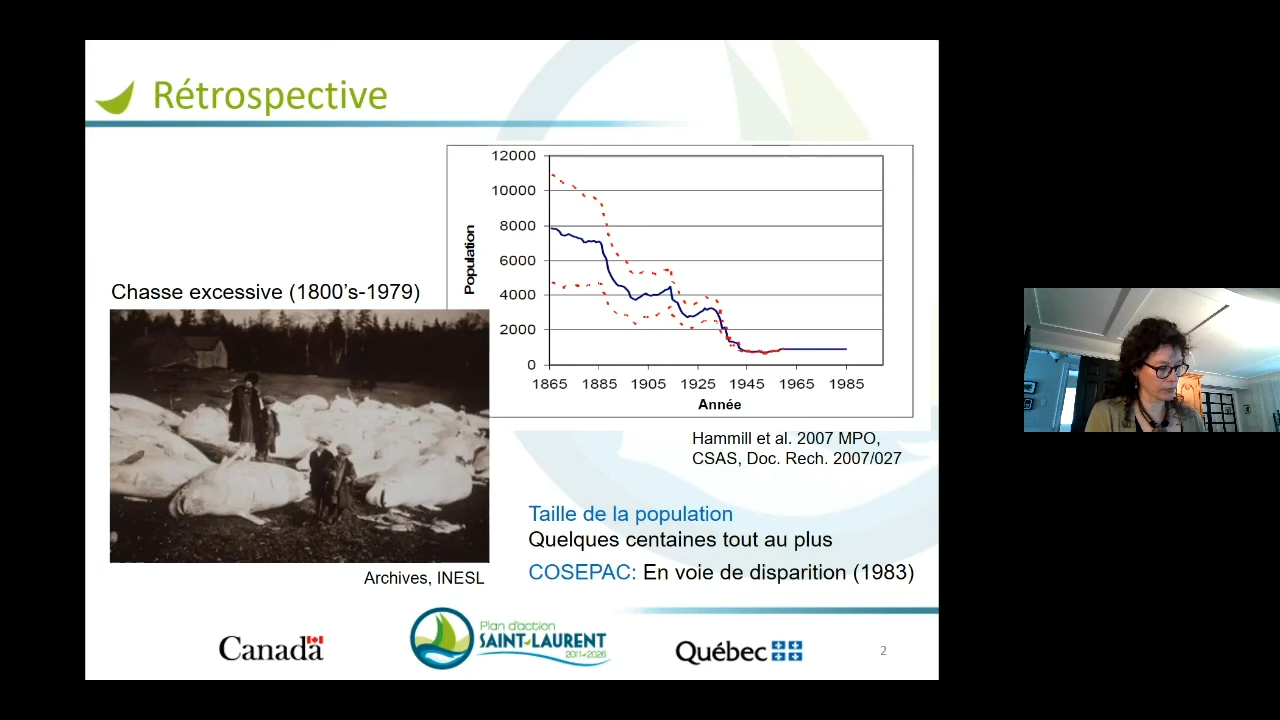 Rétrospective
12000
10000
8000
6000
4000
2000
0
Population
1865 1885 1905 1925 1945 1965 1985
Année
Chasse excessive (1800's-1979)
Archives, INESL
Hammill et al. 2007 MPO,
CSAS, Doc. Rech. 2007/027
Taille de la population
Quelques centaines tout au plus
COSEPAC: En voie de disparition (1983)
Canada
Plan d'action
SAINT-LAURENT
2011-2026
Québec
2